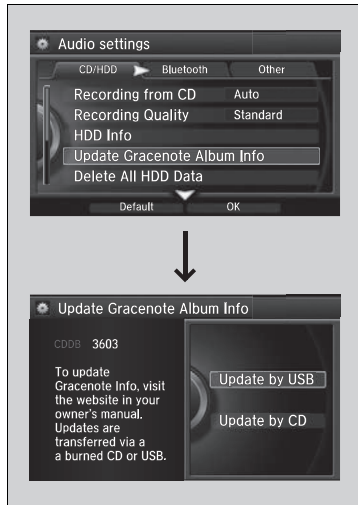 Audio settings
CD/HDD Bluetooth Other
Recording from CD Auto
Recording Quality Standard
HDD Info
Update Gracenote Album Info
Delete All HDD Data
Default OK
Update Gracenote Album Info
CDDB 3603
To update
Gracenote Info, visit
the website in your
owner's manual.
Updates are
transferred via a
a burned CD or USB.
Update by USB
Update by CD